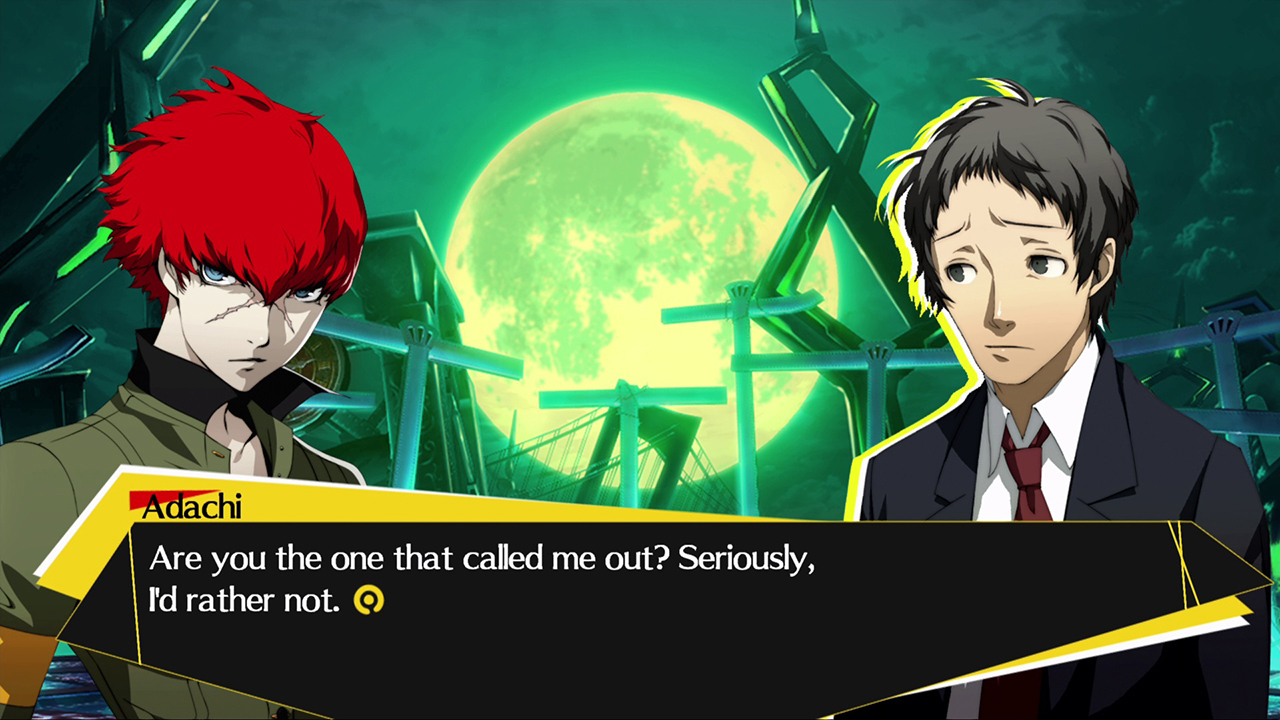 Adachi
Are you the one that called me out? Seriously,
I'd rather not.